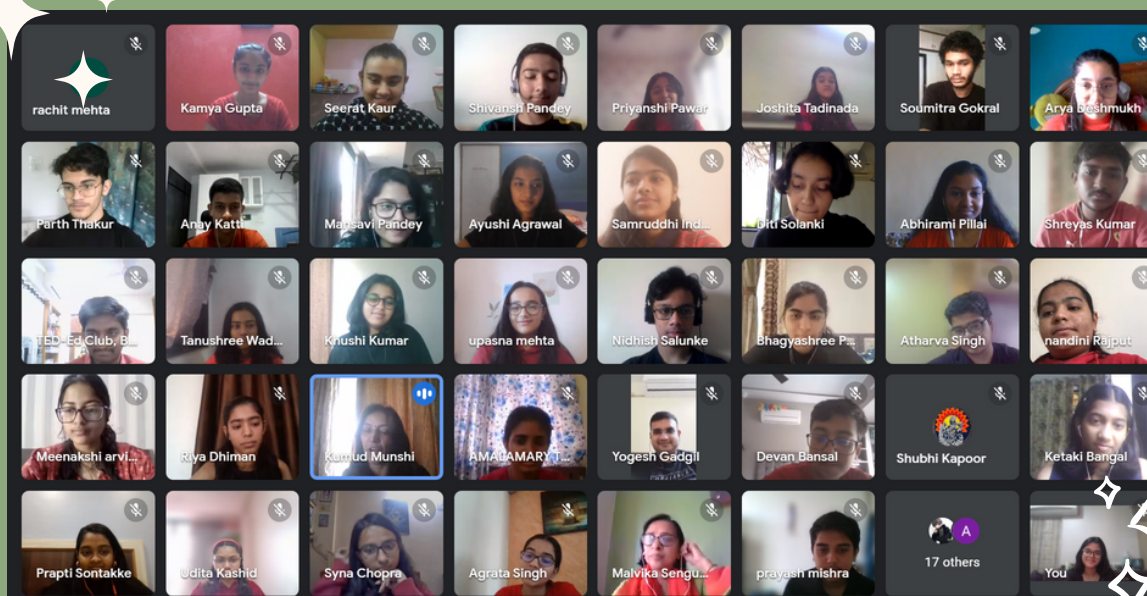 rachit mehta
Kamya Gupta
Seerat Kaur
Shivansh Pandey
Priyanshi Pawar
Joshita Tadinada
Soumitra Gokral
Arya Deshmukh
Parth Thakur
Anay Katti
Mansavi Pandey
Ayushi Agrawal
Samruddhi Ind...
Diti Solanki
Abhirami Pillai
Shreyas Kumar
TED-Ed Club, B...
Tanushree Wad...
Khushi Kumar
upasna mehta
Nidhish Salunke
Bhagyashree P...
Atharva Singh
nandini Rajput
Meenakshi arvi...
Riya Dhiman
Kumud Munshi
AMALAMARY T...
Yogesh Gadgil
Devan Bansal
Shubhi Kapoor
Ketaki Bangal
Prapti Sontakke
Udita Kashid
Syna Chopra
Agrata Singh
Malvika Sengu...
prayash mishra
A
17 others
You